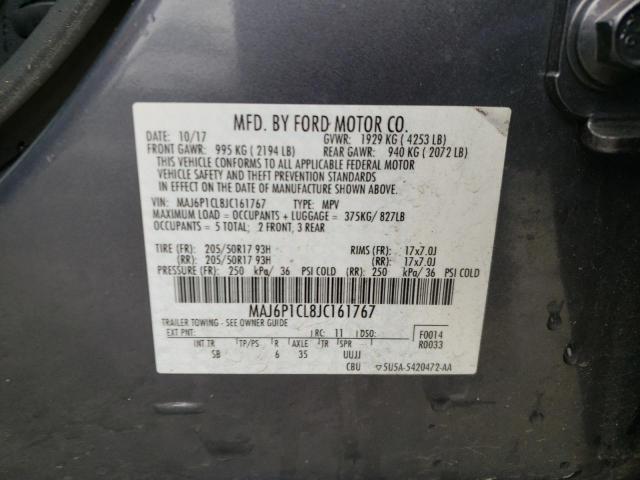 MFD. BY FORD MOTOR CO.
DATE: 10/17 GVWR: 1929 KG ( 4253 LB)
FRONT GAWR: 995 KG ( 2194 LB) REAR GAWR: 940 KG ( 2072 LB)
THIS VEHICLE CONFORMS TO ALL APPLICABLE FEDERAL MOTOR
VEHICLE SAFETY AND THEFT PREVENTION STANDARDS
IN EFFECT ON THE DATE OF MANUFACTURE SHOWN ABOVE.
VIN: MAJ6P1CL8JC161767 TYPE: MPV
MAXIMUM LOAD = OCCUPANTS + LUGGAGE = 375KG/ 827LB
OCCUPANTS = 5 TOTAL; 2 FRONT, 3 REAR
TIRE (FR): 205/50R17 93H RIMS (FR): 17x7.0J
(RR): 205/50R17 93H (RR): 17x7.0J
PRESSURE (FR): 250 kPa/ 36 PSI COLD (RR): 250 kPa/ 36 PSI COLD
MAJ6P1CL8JC161767
TRAILER TOWING - SEE OWNER GUIDE
EXT PNT: RC: 11 DSO: F0014
R0033
INT TR TP/PS R AXLE TR SPR
SB 6 35 UUJJ
CBU ▽5U5A-5420472-AA